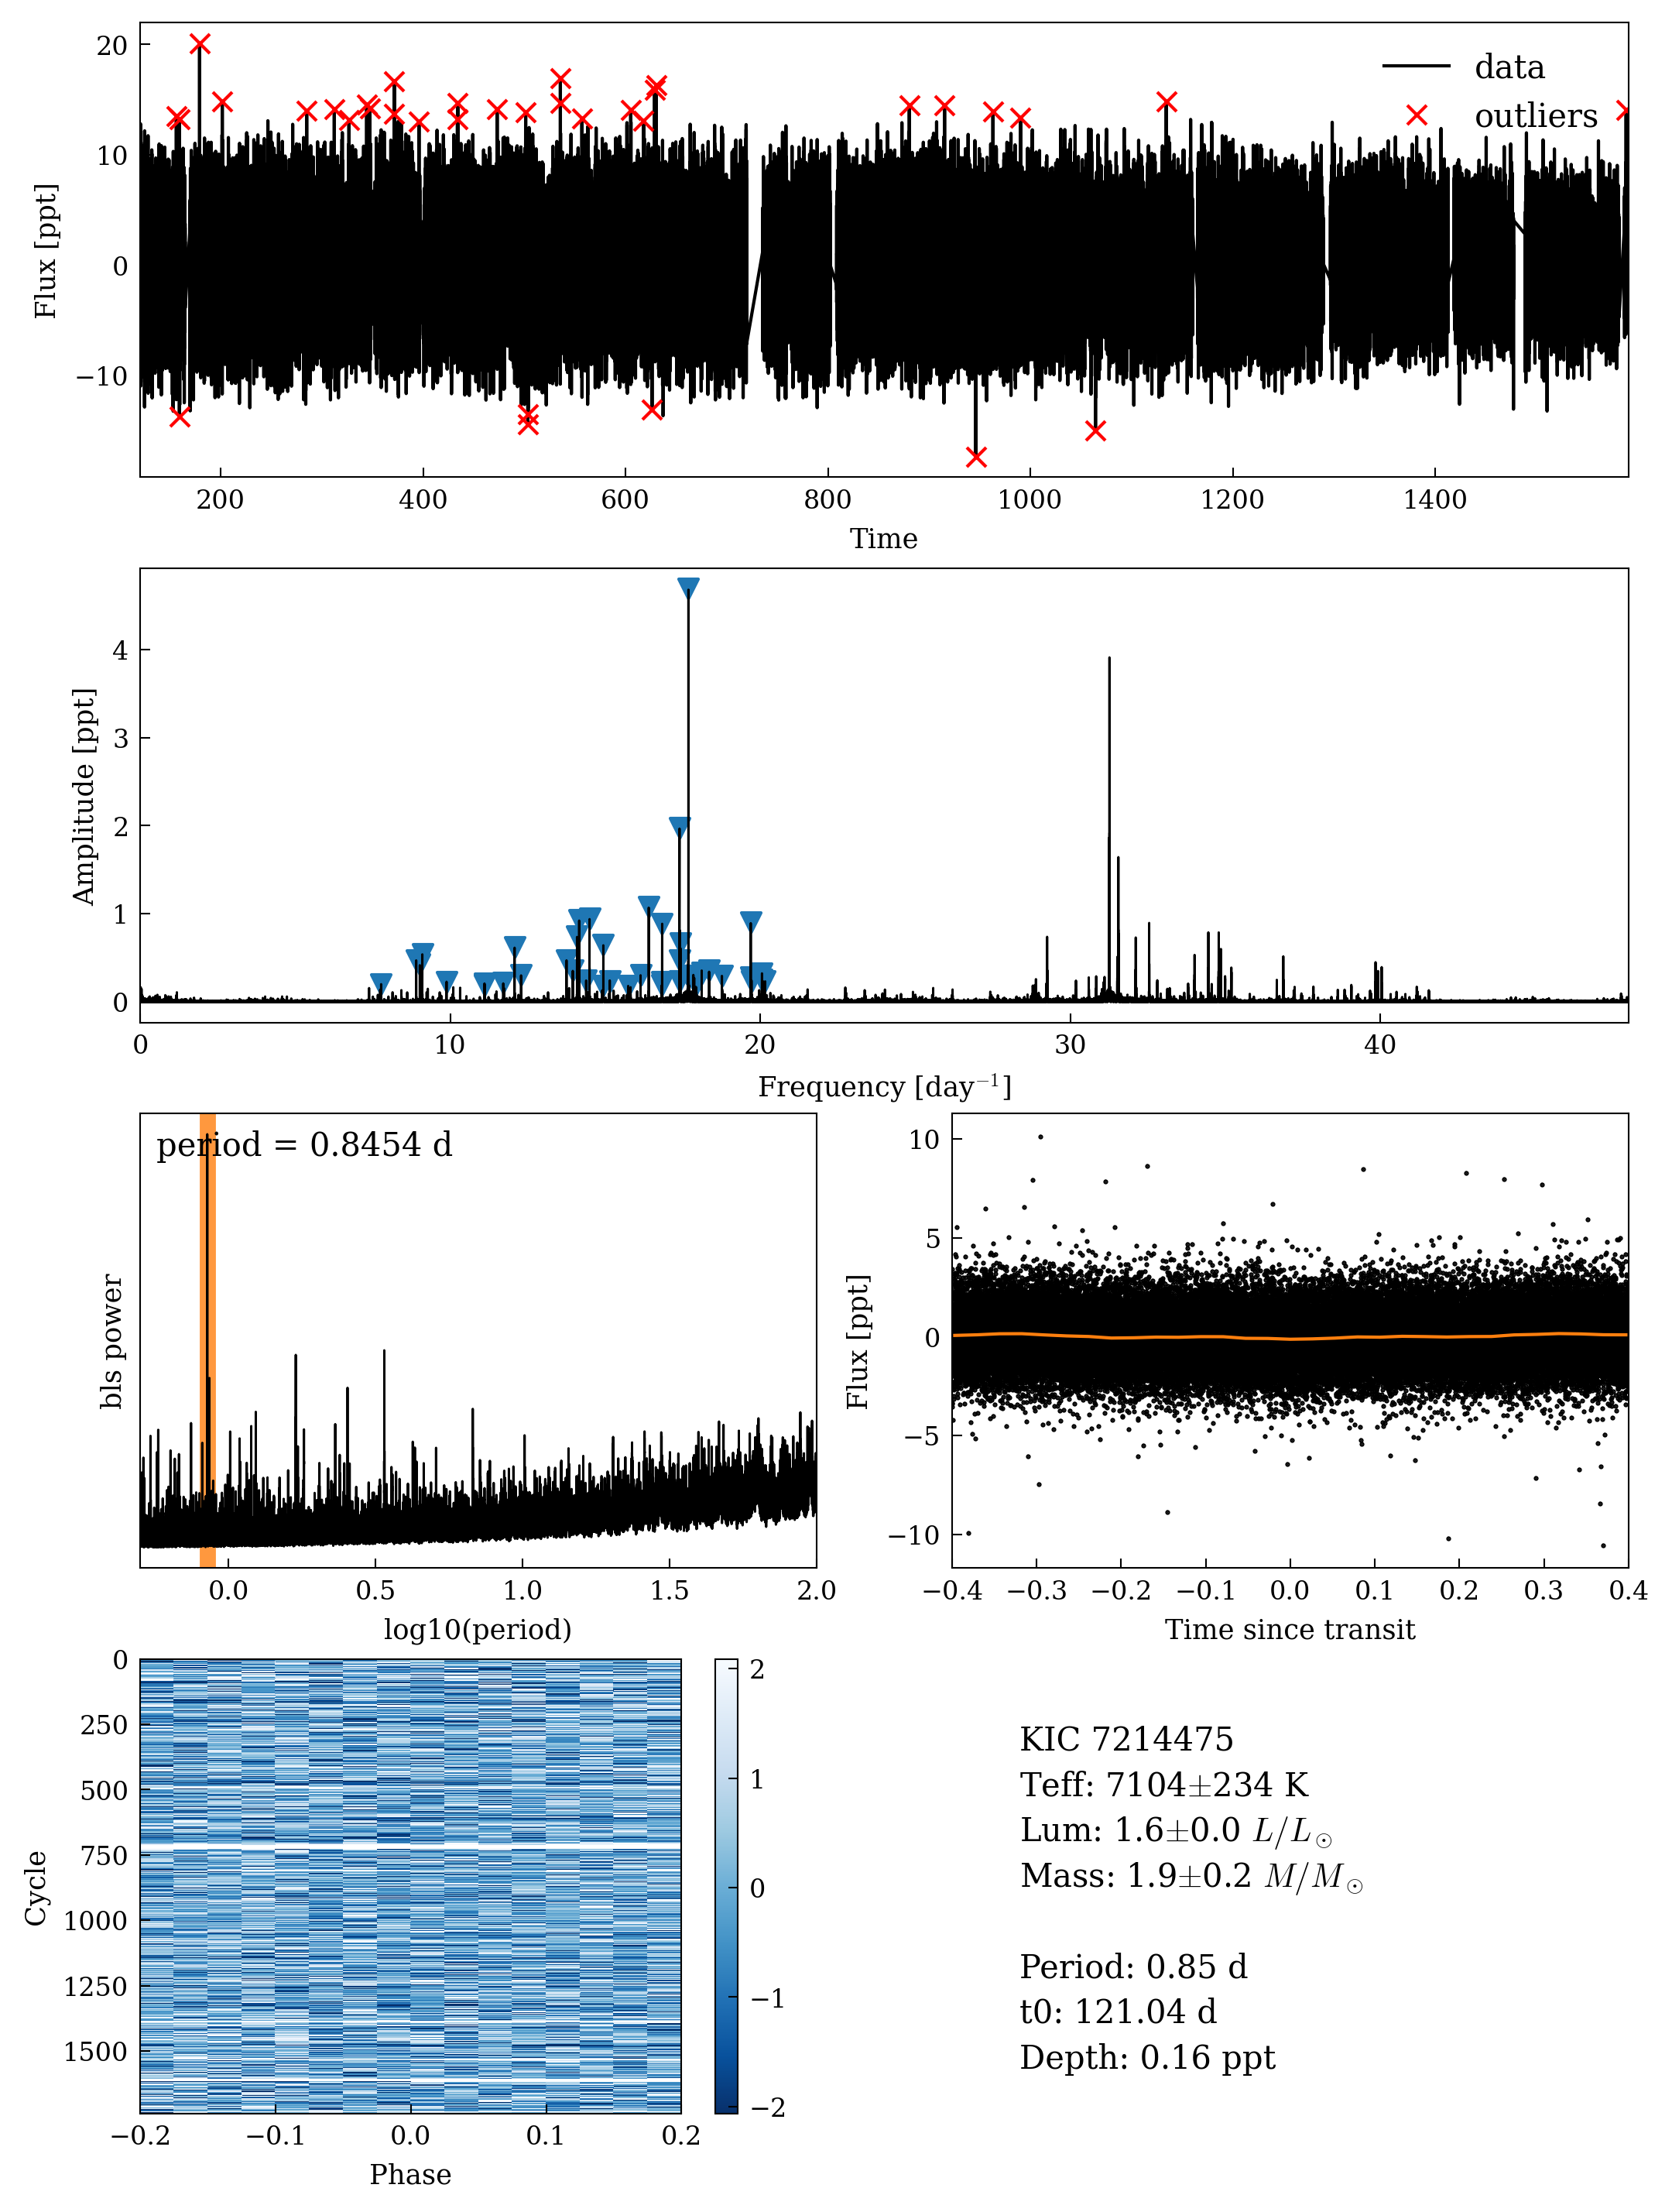 20
10
0
−10
Flux [ppt]
data
outliers
200 400 600 800 1000 1200 1400
Time
4
3
2
1
0
Amplitude [ppt]
0 10 20 30 40
Frequency [day⁻¹]
period = 0.8454 d
bls power
0.0 0.5 1.0 1.5 2.0
log10(period)
10
5
0
−5
−10
Flux [ppt]
−0.4 −0.3 −0.2 −0.1 0.0 0.1 0.2 0.3 0.4
Time since transit
0
250
500
750
1000
1250
1500
Cycle
−0.2 −0.1 0.0 0.1 0.2
Phase
2
1
0
−1
−2
KIC 7214475
Teff: 7104±234 K
Lum: 1.6±0.0 L/L⊙
Mass: 1.9±0.2 M/M⊙
Period: 0.85 d
t0: 121.04 d
Depth: 0.16 ppt